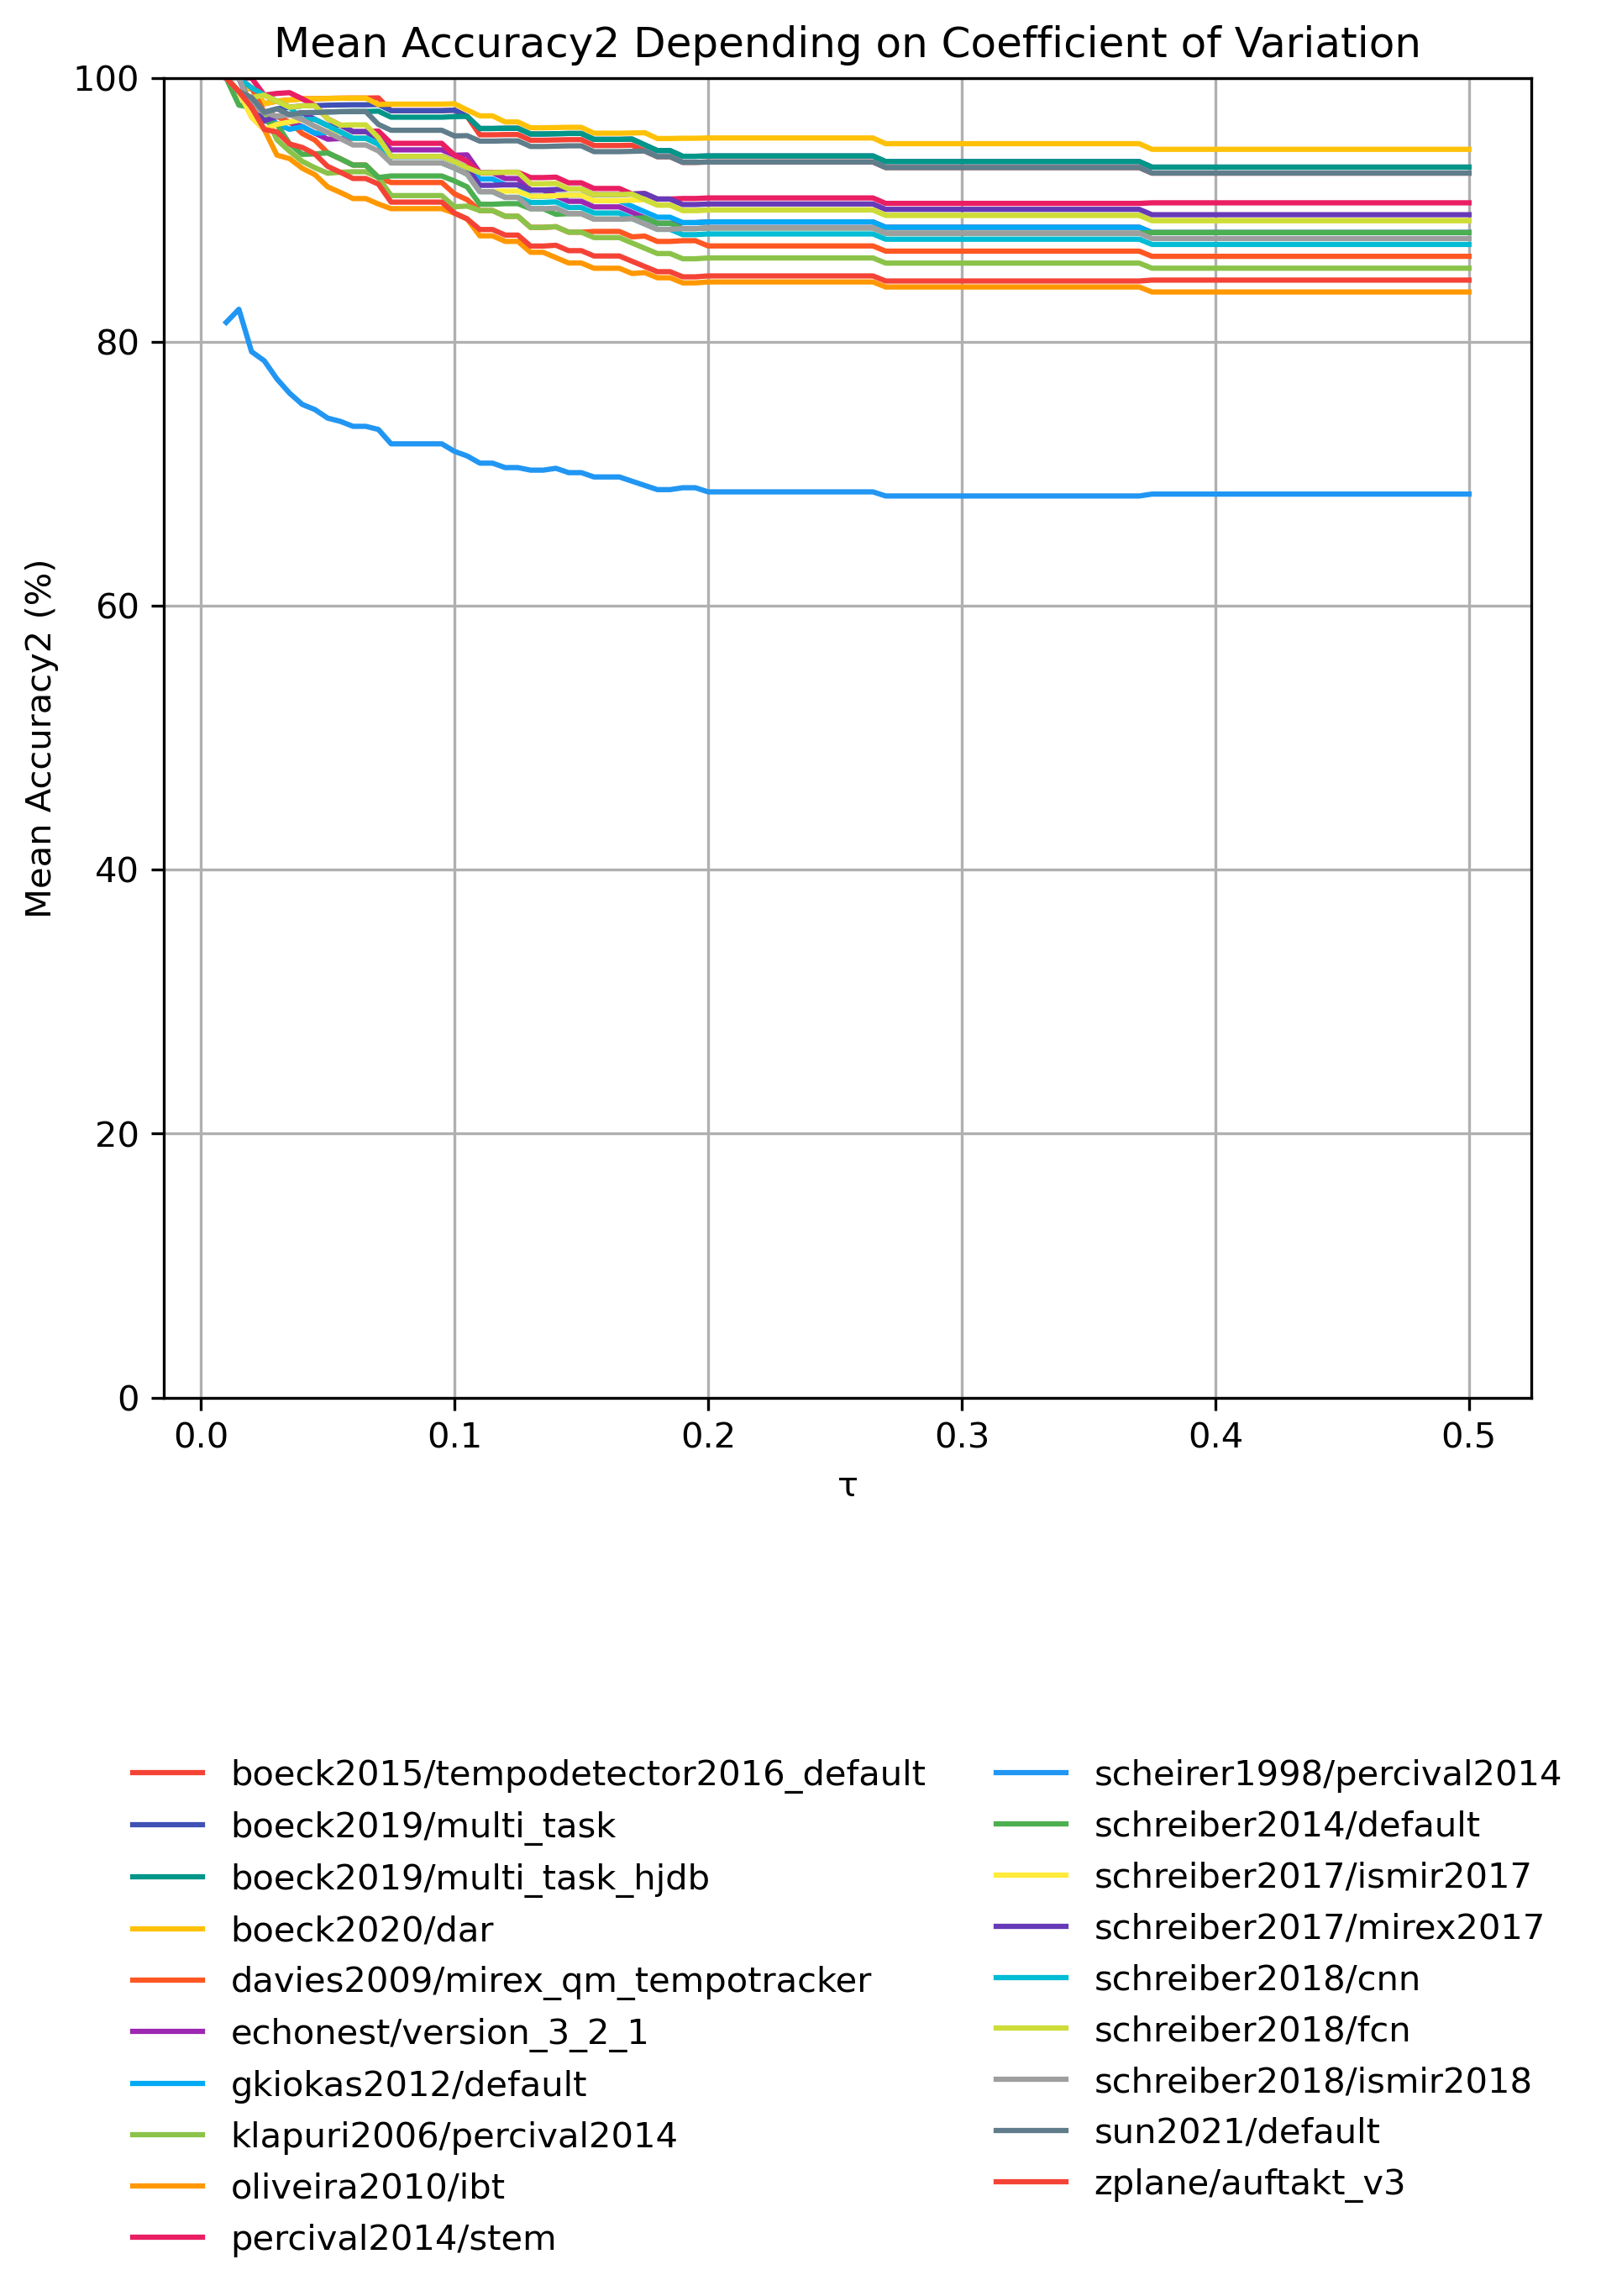 Mean Accuracy2 Depending on Coefficient of Variation
100
80
60
40
20
0
Mean Accuracy2 (%)
0.0 0.1 0.2 0.3 0.4 0.5
τ
boeck2015/tempodetector2016_default
boeck2019/multi_task
boeck2019/multi_task_hjdb
boeck2020/dar
davies2009/mirex_qm_tempotracker
echonest/version_3_2_1
gkiokas2012/default
klapuri2006/percival2014
oliveira2010/ibt
percival2014/stem
scheirer1998/percival2014
schreiber2014/default
schreiber2017/ismir2017
schreiber2017/mirex2017
schreiber2018/cnn
schreiber2018/fcn
schreiber2018/ismir2018
sun2021/default
zplane/auftakt_v3